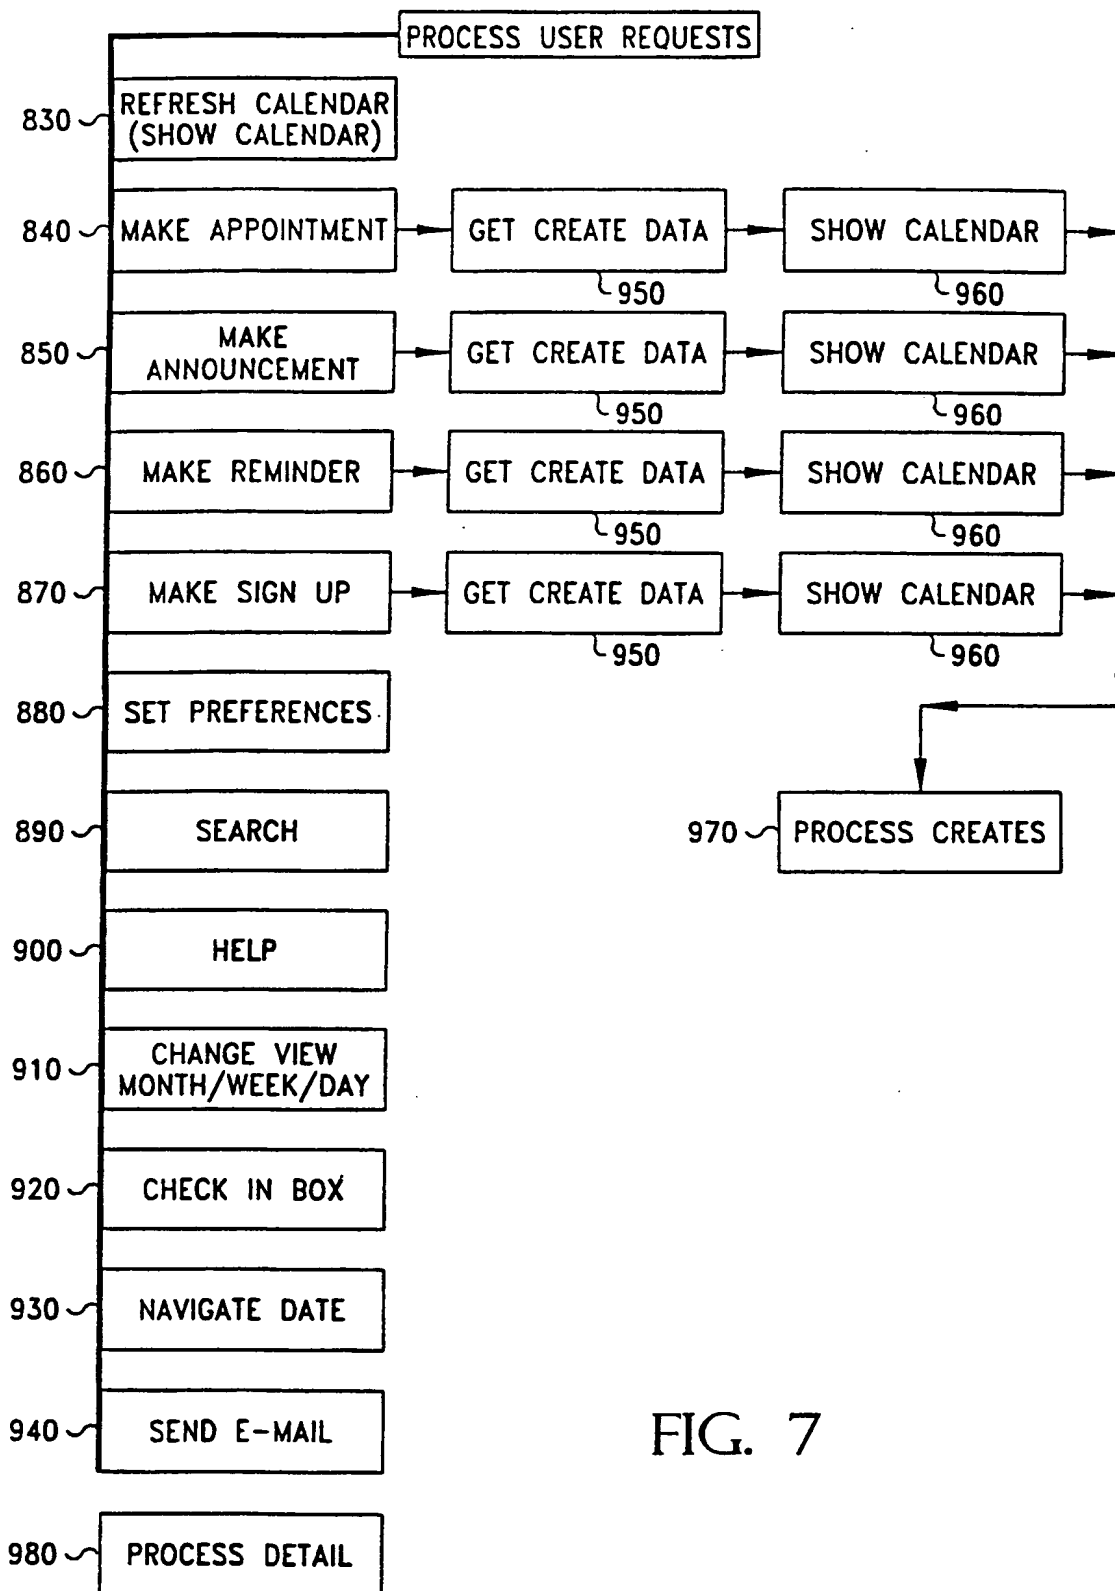 PROCESS USER REQUESTS
830
REFRESH CALENDAR
(SHOW CALENDAR)
840
MAKE APPOINTMENT
GET CREATE DATA
SHOW CALENDAR
950
960
850
MAKE
ANNOUNCEMENT
GET CREATE DATA
SHOW CALENDAR
950
960
860
MAKE REMINDER
GET CREATE DATA
SHOW CALENDAR
950
960
870
MAKE SIGN UP
GET CREATE DATA
SHOW CALENDAR
950
960
880
SET PREFERENCES
890
SEARCH
970
PROCESS CREATES
900
HELP
910
CHANGE VIEW
MONTH/WEEK/DAY
920
CHECK IN BOX
930
NAVIGATE DATE
940
SEND E-MAIL
FIG. 7
980
PROCESS DETAIL